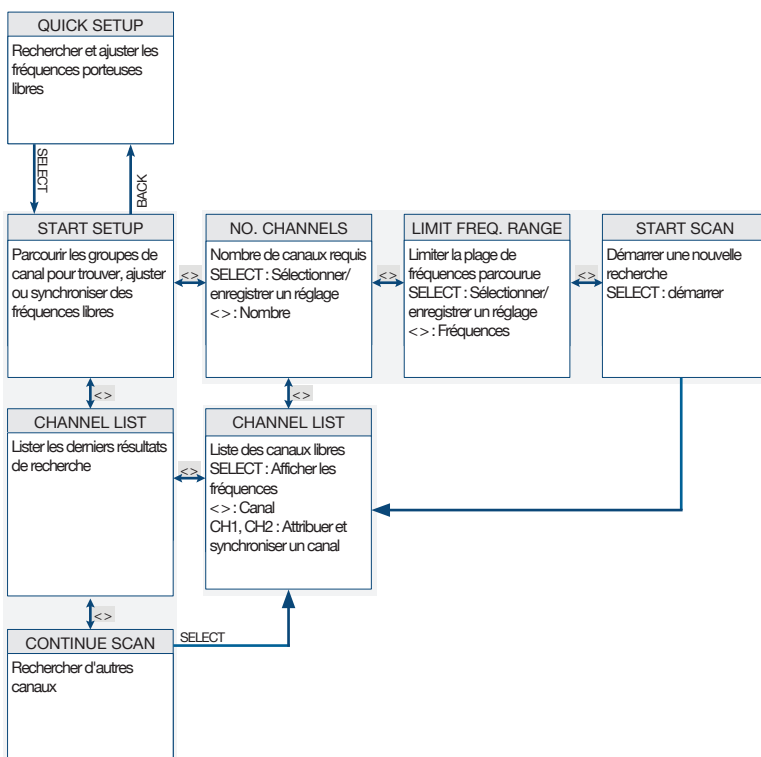 QUICK SETUP
Rechercher et ajuster les
fréquences porteuses
libres
SELECT
BACK
START SETUP
Parcourir les groupes de
canal pour trouver, ajuster
ou synchroniser des
fréquences libres
<>
NO. CHANNELS
Nombre de canaux requis
SELECT : Sélectionner/
enregistrer un réglage
<> : Nombre
<>
LIMIT FREQ. RANGE
Limiter la plage de
fréquences parcourue
SELECT : Sélectionner/
enregistrer un réglage
<> : Fréquences
<>
START SCAN
Démarrer une nouvelle
recherche
SELECT : démarrer
<>
<>
CHANNEL LIST
Lister les derniers résultats
de recherche
<>
CHANNEL LIST
Liste des canaux libres
SELECT : Afficher les
fréquences
<> : Canal
CH1, CH2 : Attribuer et
synchroniser un canal
<>
CONTINUE SCAN
Rechercher d'autres
canaux
SELECT